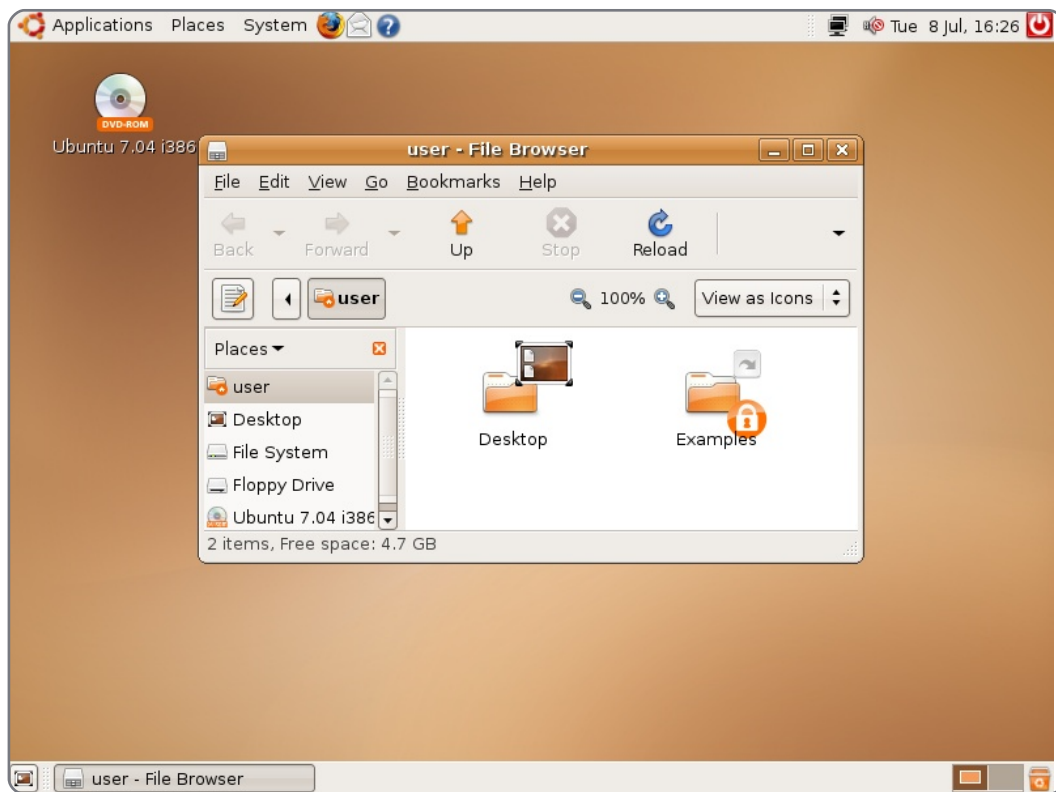 Applications Places System Tue 8 Jul, 16:26
DVD-ROM
Ubuntu 7.04 i386
user - File Browser
File Edit View Go Bookmarks Help
Back Forward Up Stop Reload
user 100% View as Icons
Places
user
Desktop
File System
Floppy Drive
Ubuntu 7.04 i386
Desktop Examples
2 items, Free space: 4.7 GB
user - File Browser